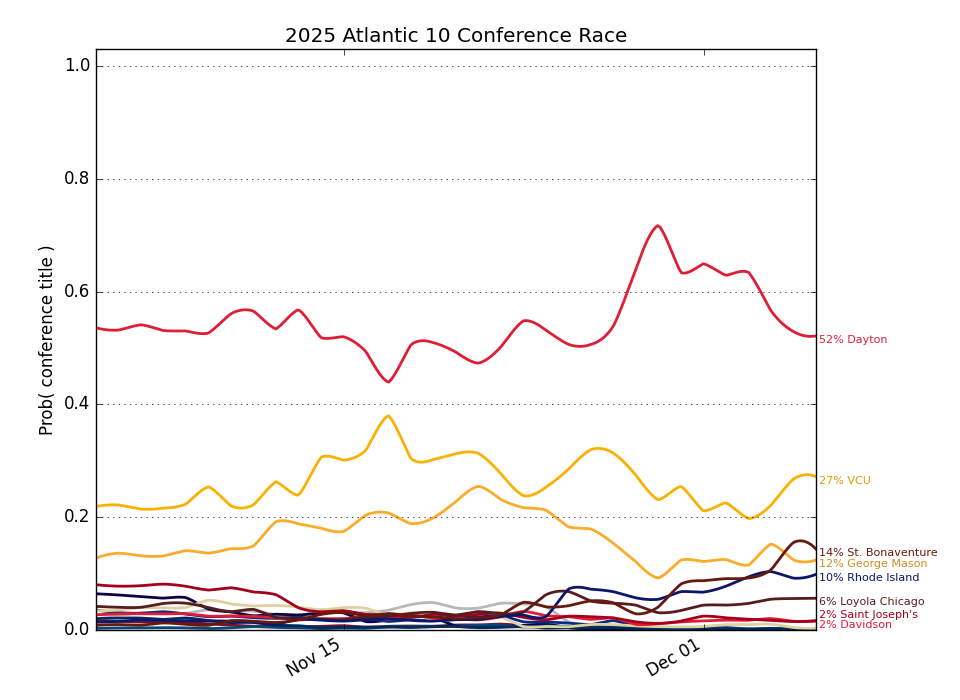 2025 Atlantic 10 Conference Race
Prob( conference title )
1.0
0.8
0.6
0.4
0.2
0.0
Nov 15
Dec 01
52% Dayton
27% VCU
14% St. Bonaventure
12% George Mason
10% Rhode Island
6% Loyola Chicago
2% Saint Joseph's
2% Davidson